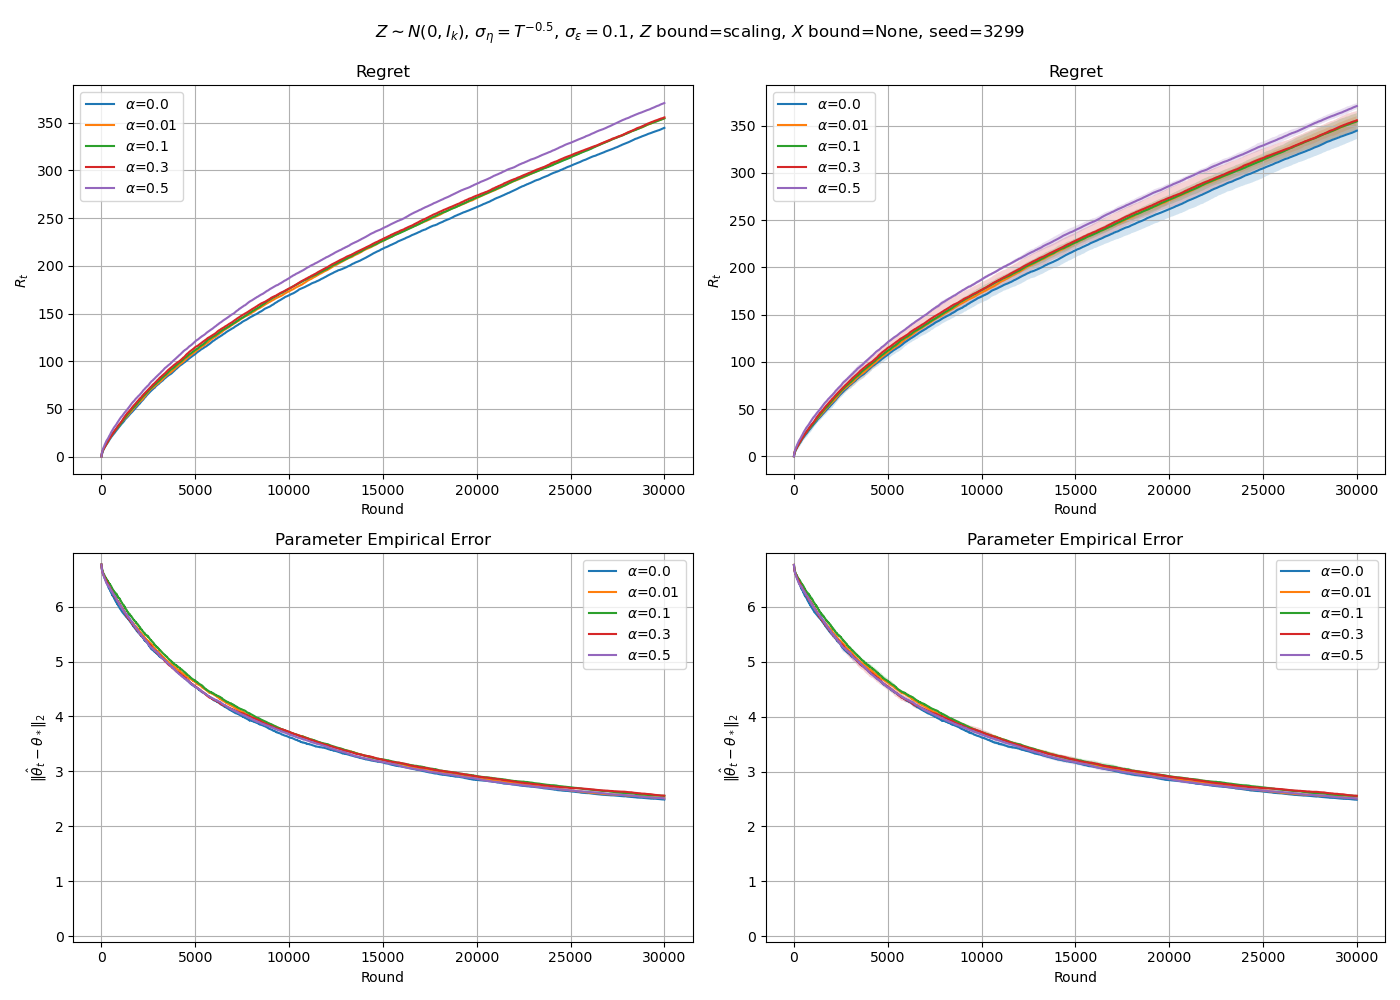 Z ~ N(0, I_k), σ_η = T^{-0.5}, σ_ε = 0.1, Z bound=scaling, X bound=None, seed=3299
Regret
R_t
350
300
250
200
150
100
50
0
α=0.0
α=0.01
α=0.1
α=0.3
α=0.5
0 5000 10000 15000 20000 25000 30000
Round
Regret
R_t
350
300
250
200
150
100
50
0
α=0.0
α=0.01
α=0.1
α=0.3
α=0.5
0 5000 10000 15000 20000 25000 30000
Round
Parameter Empirical Error
‖θ̂_t − θ_*‖_2
6
5
4
3
2
1
0
α=0.0
α=0.01
α=0.1
α=0.3
α=0.5
0 5000 10000 15000 20000 25000 30000
Round
Parameter Empirical Error
‖θ̂_t − θ_*‖_2
6
5
4
3
2
1
0
α=0.0
α=0.01
α=0.1
α=0.3
α=0.5
0 5000 10000 15000 20000 25000 30000
Round